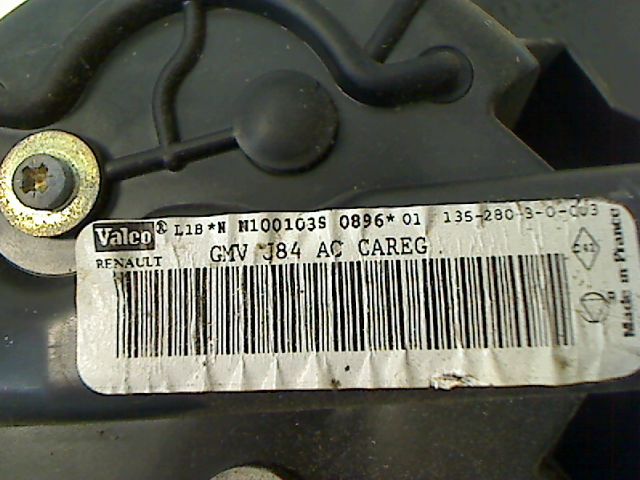 Valeo® L1B*N N100103S 0896*01 135-280-3-0-003
RENAULT GMV J84 AC CAREG
Made in France